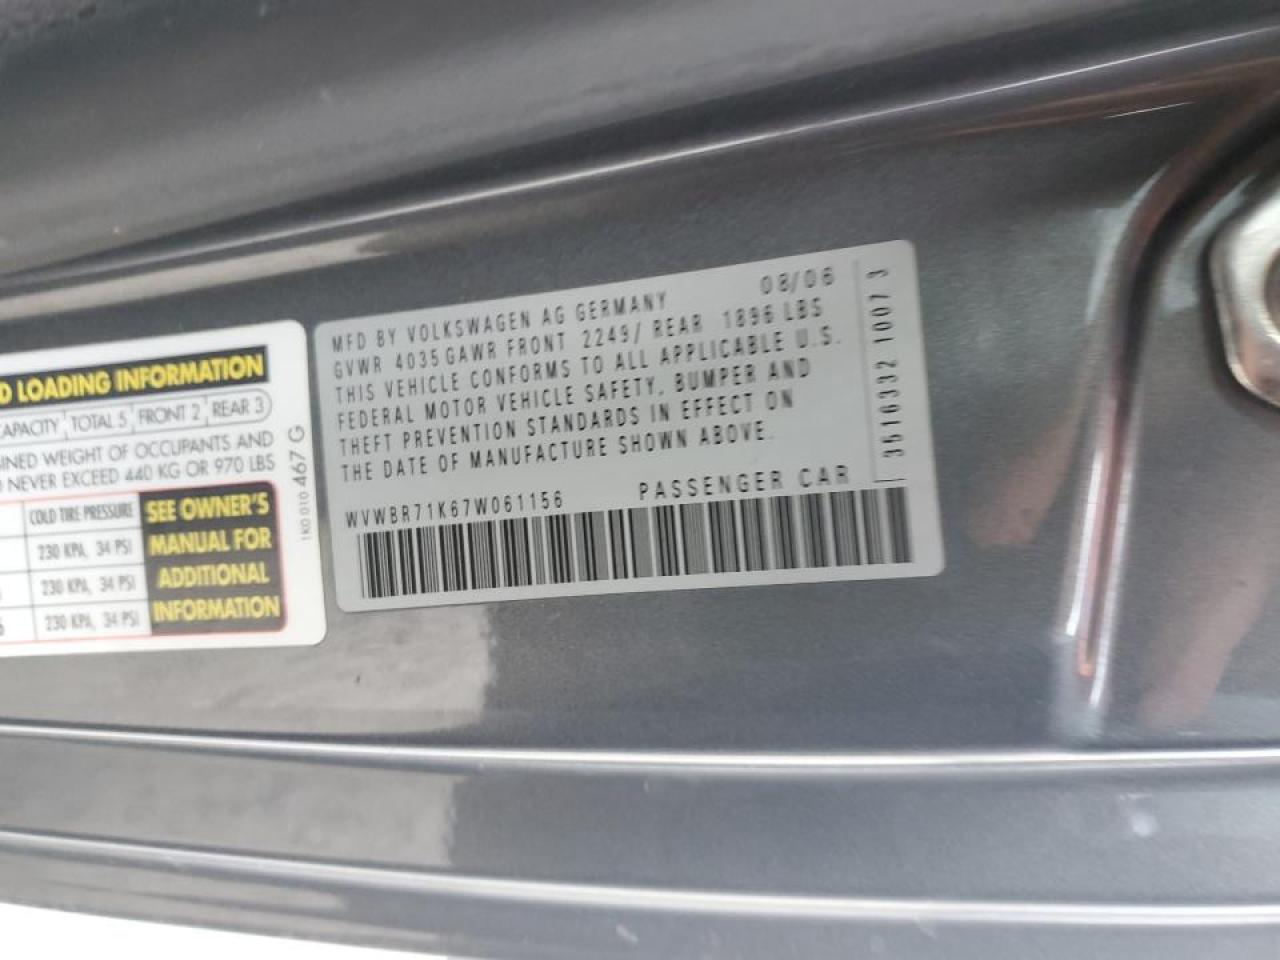 D LOADING INFORMATION
CAPACITY TOTAL 5 FRONT 2 REAR 3
INED WEIGHT OF OCCUPANTS AND
NEVER EXCEED 440 KG OR 970 LBS
COLD TIRE PRESSURE
230 KPA, 34 PSI
230 KPA, 34 PSI
230 KPA, 34 PSI
SEE OWNER'S
MANUAL FOR
ADDITIONAL
INFORMATION
1K0 010 467 G
MFD BY VOLKSWAGEN AG GERMANY 08/06
GVWR 4035 GAWR FRONT 2249/ REAR 1896 LBS
THIS VEHICLE CONFORMS TO ALL APPLICABLE U.S.
FEDERAL MOTOR VEHICLE SAFETY, BUMPER AND
THEFT PREVENTION STANDARDS IN EFFECT ON
THE DATE OF MANUFACTURE SHOWN ABOVE.
WVWBR71K67W061156 PASSENGER CAR
3516332 1007 3